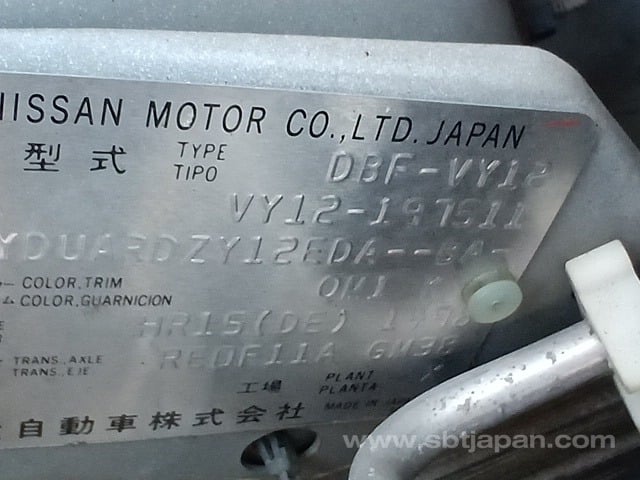 NISSAN MOTOR CO.,LTD. JAPAN
型式 TYPE TIPO DBF-VY12
VY12-197511
YDUARDZY12EDA--GA-
COLOR,TRIM
COLOR,GUARNICION
HR15(DE)
TRANS.,AXLE
TRANS.,EJE
RE0F11A
工場 PLANT PLANTA
自動車株式会社 MADE IN
www.sbtjapan.com